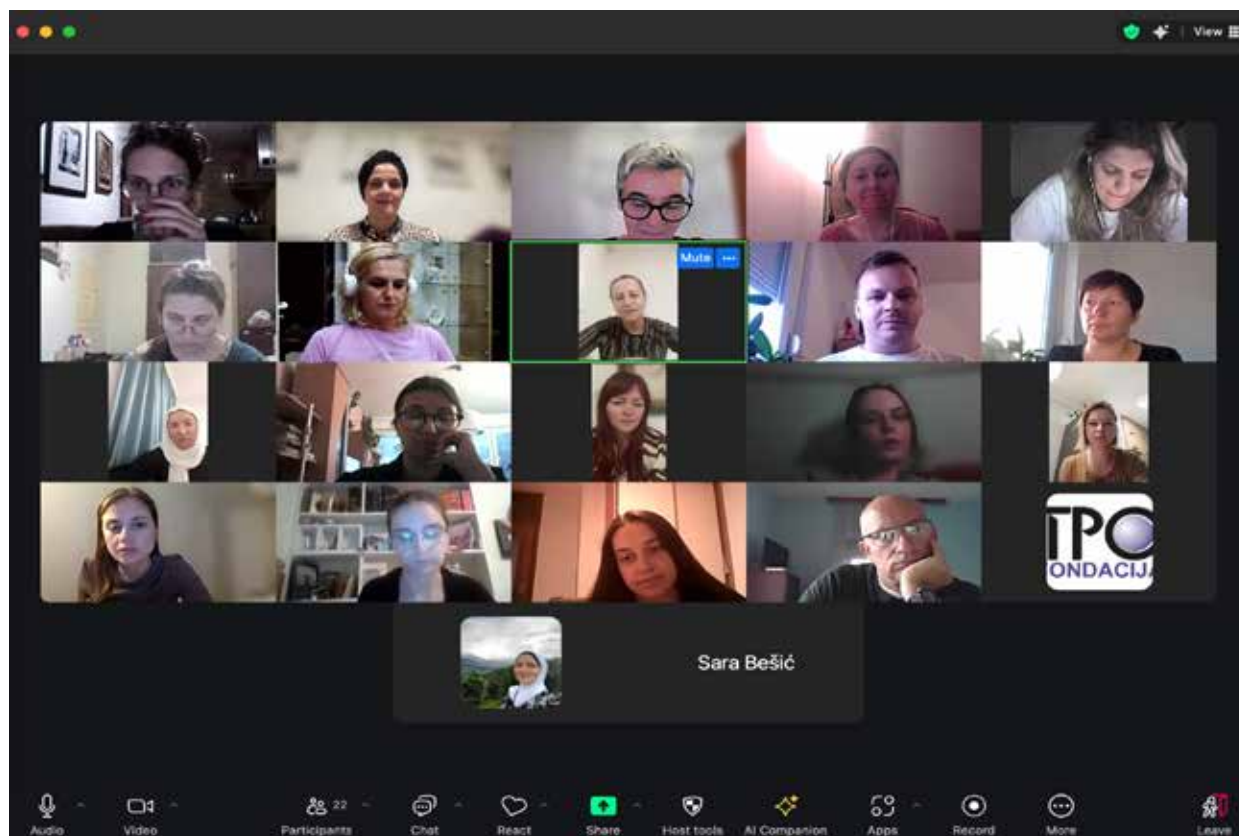 View
Mute
TPO
FONDACIJA
Sara Bešić
Audio
Video
22
Participants
Chat
React
Share
Host tools
AI Companion
Apps
Record
More
Leave